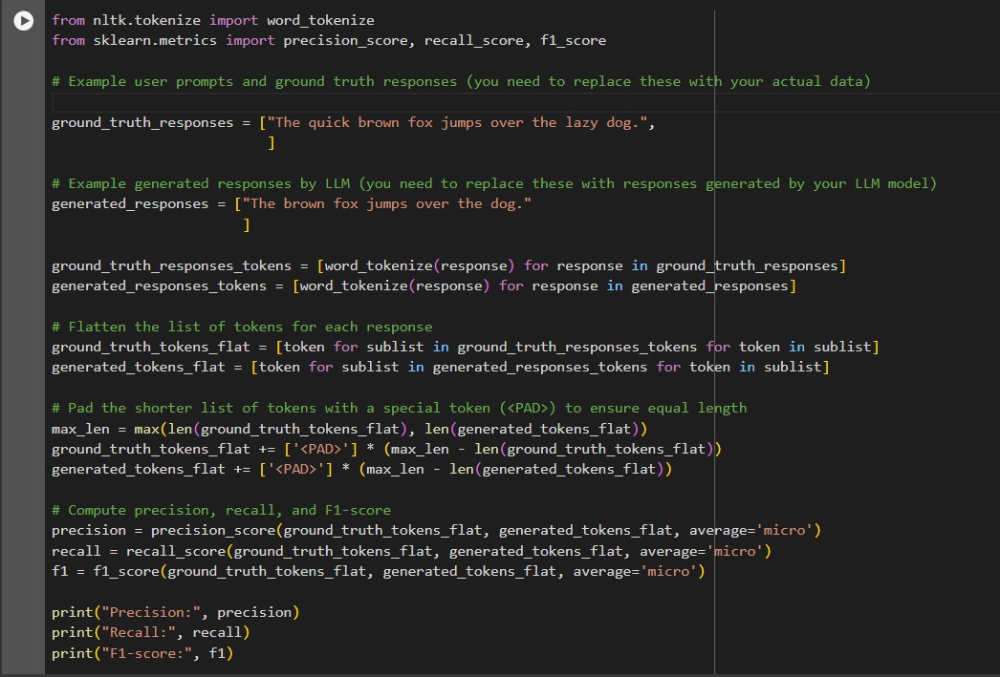 from nltk.tokenize import word_tokenize
from sklearn.metrics import precision_score, recall_score, f1_score
# Example user prompts and ground truth responses (you need to replace these with your actual data)
ground_truth_responses = ["The quick brown fox jumps over the lazy dog.",
]
# Example generated responses by LLM (you need to replace these with responses generated by your LLM model)
generated_responses = ["The brown fox jumps over the dog."
]
ground_truth_responses_tokens = [word_tokenize(response) for response in ground_truth_responses]
generated_responses_tokens = [word_tokenize(response) for response in generated_responses]
# Flatten the list of tokens for each response
ground_truth_tokens_flat = [token for sublist in ground_truth_responses_tokens for token in sublist]
generated_tokens_flat = [token for sublist in generated_responses_tokens for token in sublist]
# Pad the shorter list of tokens with a special token (<PAD>) to ensure equal length
max_len = max(len(ground_truth_tokens_flat), len(generated_tokens_flat))
ground_truth_tokens_flat += ['<PAD>'] * (max_len - len(ground_truth_tokens_flat))
generated_tokens_flat += ['<PAD>'] * (max_len - len(generated_tokens_flat))
# Compute precision, recall, and F1-score
precision = precision_score(ground_truth_tokens_flat, generated_tokens_flat, average='micro')
recall = recall_score(ground_truth_tokens_flat, generated_tokens_flat, average='micro')
f1 = f1_score(ground_truth_tokens_flat, generated_tokens_flat, average='micro')
print("Precision:", precision)
print("Recall:", recall)
print("F1-score:", f1)